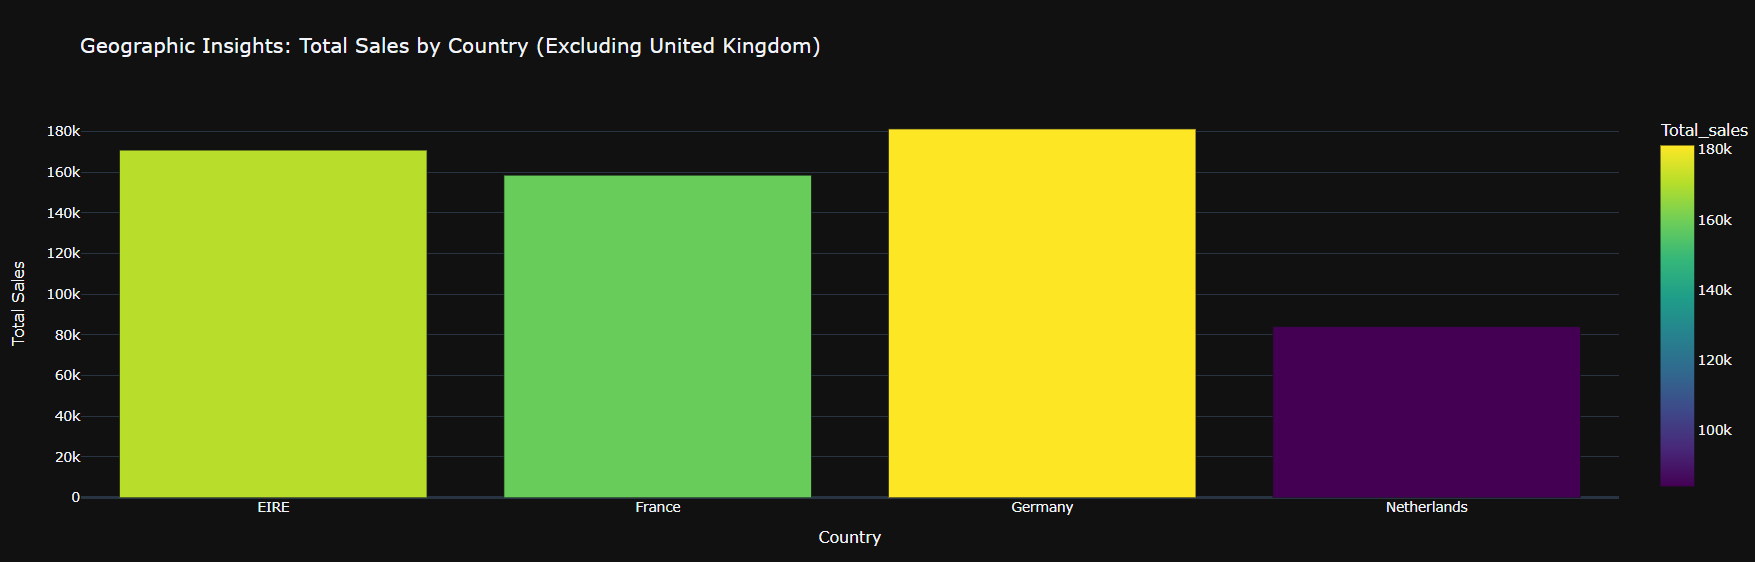 Geographic Insights: Total Sales by Country (Excluding United Kingdom)
Total Sales
180k
160k
140k
120k
100k
80k
60k
40k
20k
0
EIRE
France
Germany
Netherlands
Country
Total_sales
180k
160k
140k
120k
100k